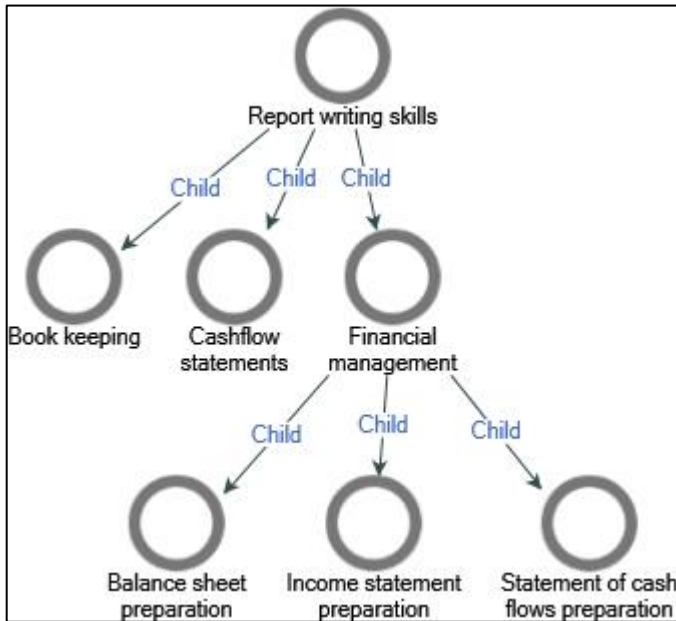 Report writing skills
Child
Child
Child
Book keeping
Cashflow
statements
Financial
management
Child
Child
Child
Balance sheet
preparation
Income statement
preparation
Statement of cash
flows preparation